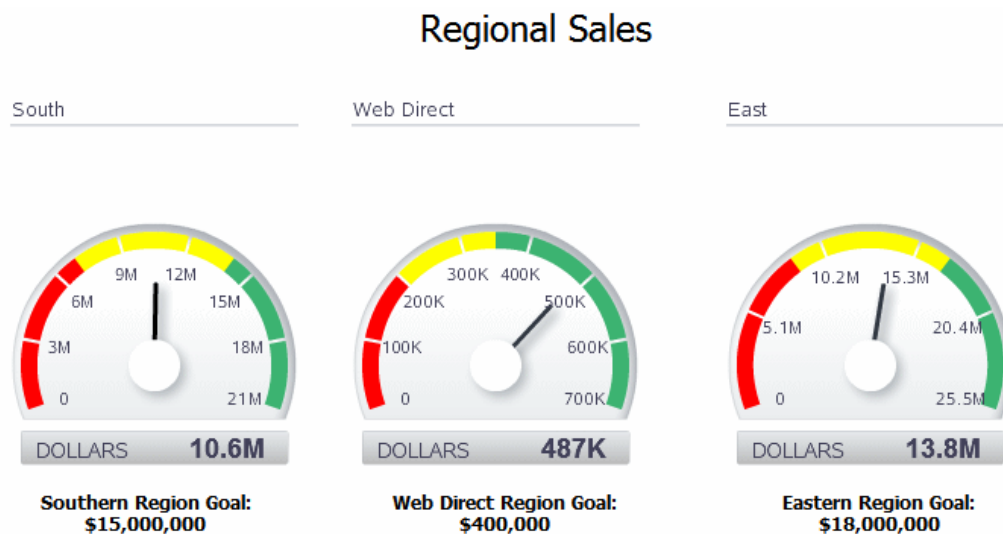 Regional Sales
South
Web Direct
East
0
3M
6M
9M
12M
15M
18M
21M
0
100K
200K
300K
400K
500K
600K
700K
0
5.1M
10.2M
15.3M
20.4M
25.5M
DOLLARS 10.6M
DOLLARS 487K
DOLLARS 13.8M
Southern Region Goal:
$15,000,000
Web Direct Region Goal:
$400,000
Eastern Region Goal:
$18,000,000